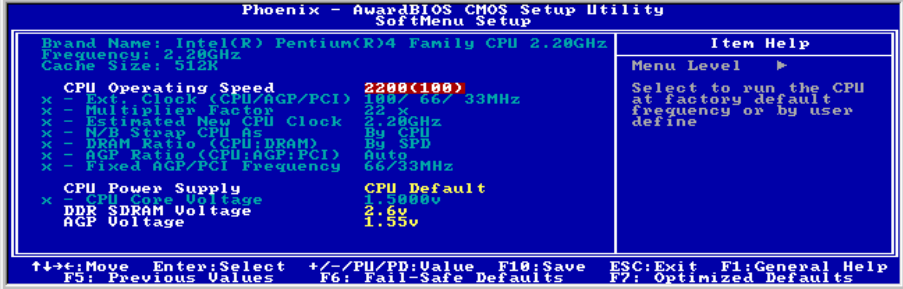 Phoenix - AwardBIOS CMOS Setup Utility
SoftMenu Setup
Brand Name: Intel(R) Pentium(R)4 Family CPU 2.20GHz
Frequency: 2.20GHz
Cache Size: 512K
CPU Operating Speed 2200(100)
x - Ext. Clock (CPU/AGP/PCI) 100/ 66/ 33MHz
x - Multiplier Factor 22 x
x - Estimated New CPU Clock 2.20GHz
x - N/B Strap CPU As By CPU
x - DRAM Ratio (CPU:DRAM) By SPD
x - AGP Ratio (CPU:AGP:PCI) Auto
x - Fixed AGP/PCI Frequency 66/33MHz
CPU Power Supply CPU Default
x - CPU Core Voltage 1.5000v
DDR SDRAM Voltage 2.6v
AGP Voltage 1.55v
Item Help
Menu Level ►
Select to run the CPU
at factory default
frequency or by user
define
↑↓→←:Move Enter:Select +/-/PU/PD:Value F10:Save ESC:Exit F1:General Help
F5: Previous Values F6: Fail-Safe Defaults F7: Optimized Defaults